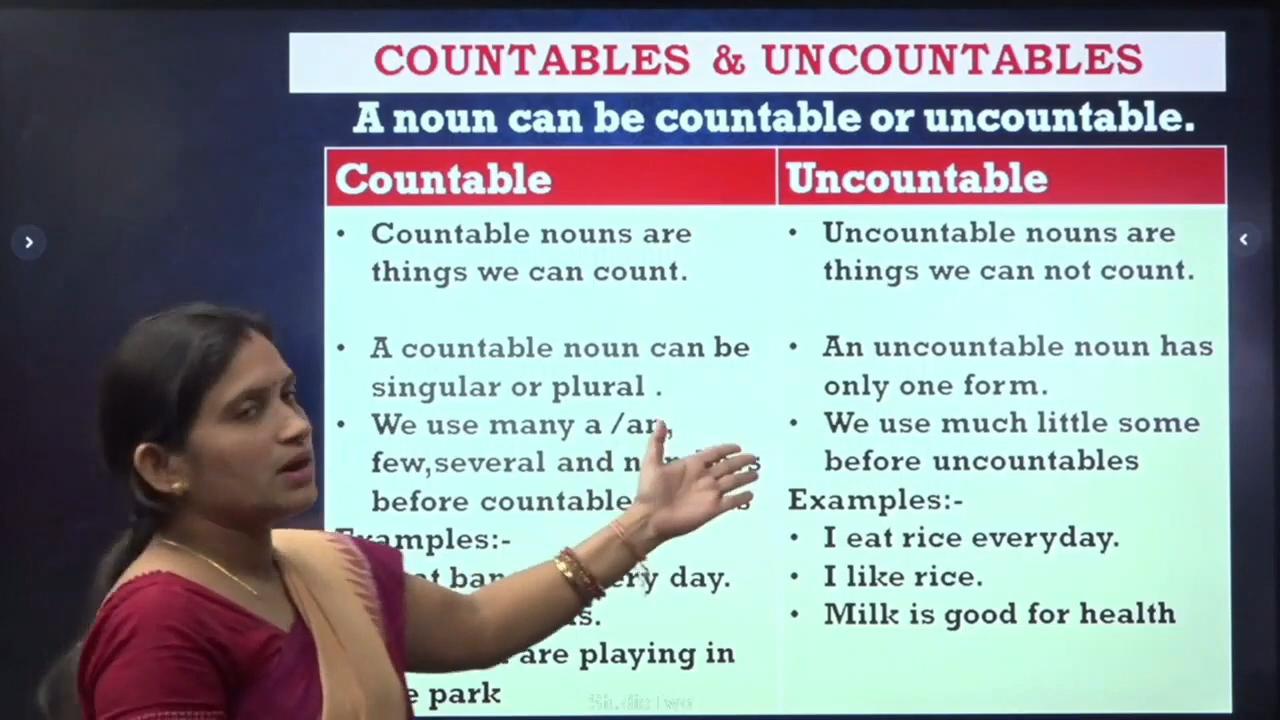 COUNTABLES & UNCOUNTABLES
A noun can be countable or uncountable.
Countable
• Countable nouns are
things we can count.
• A countable noun can be
singular or plural .
• We use many a /an,
few,several and
before countable
Examples:-
day.
are playing in
park
Uncountable
• Uncountable nouns are
things we can not count.
• An uncountable noun has
only one form.
• We use much little some
before uncountables
Examples:-
• I eat rice everyday.
• I like rice.
• Milk is good for health